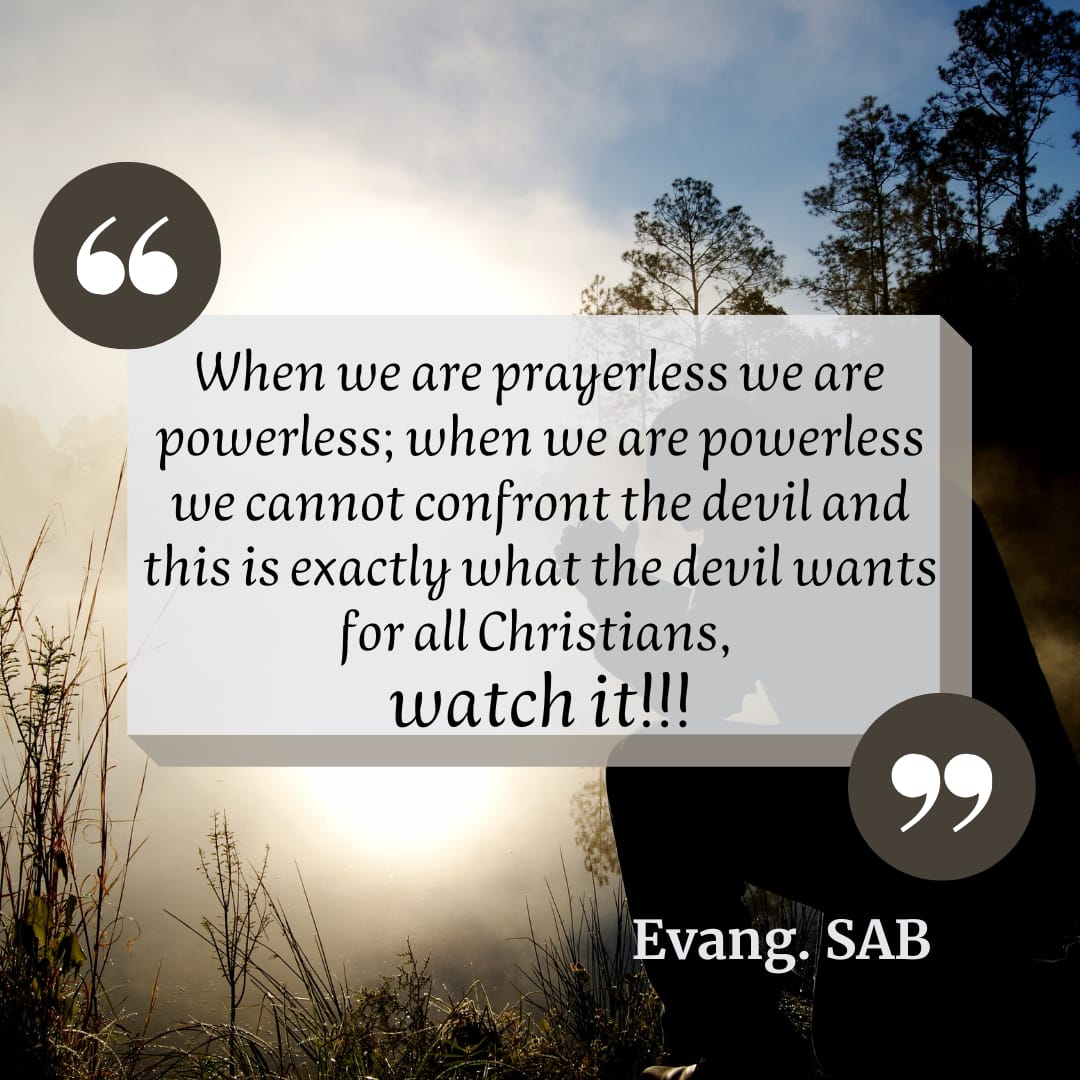 “
When we are prayerless we are
powerless; when we are powerless
we cannot confront the devil and
this is exactly what the devil wants
for all Christians,
watch it!!!
”
Evang. SAB